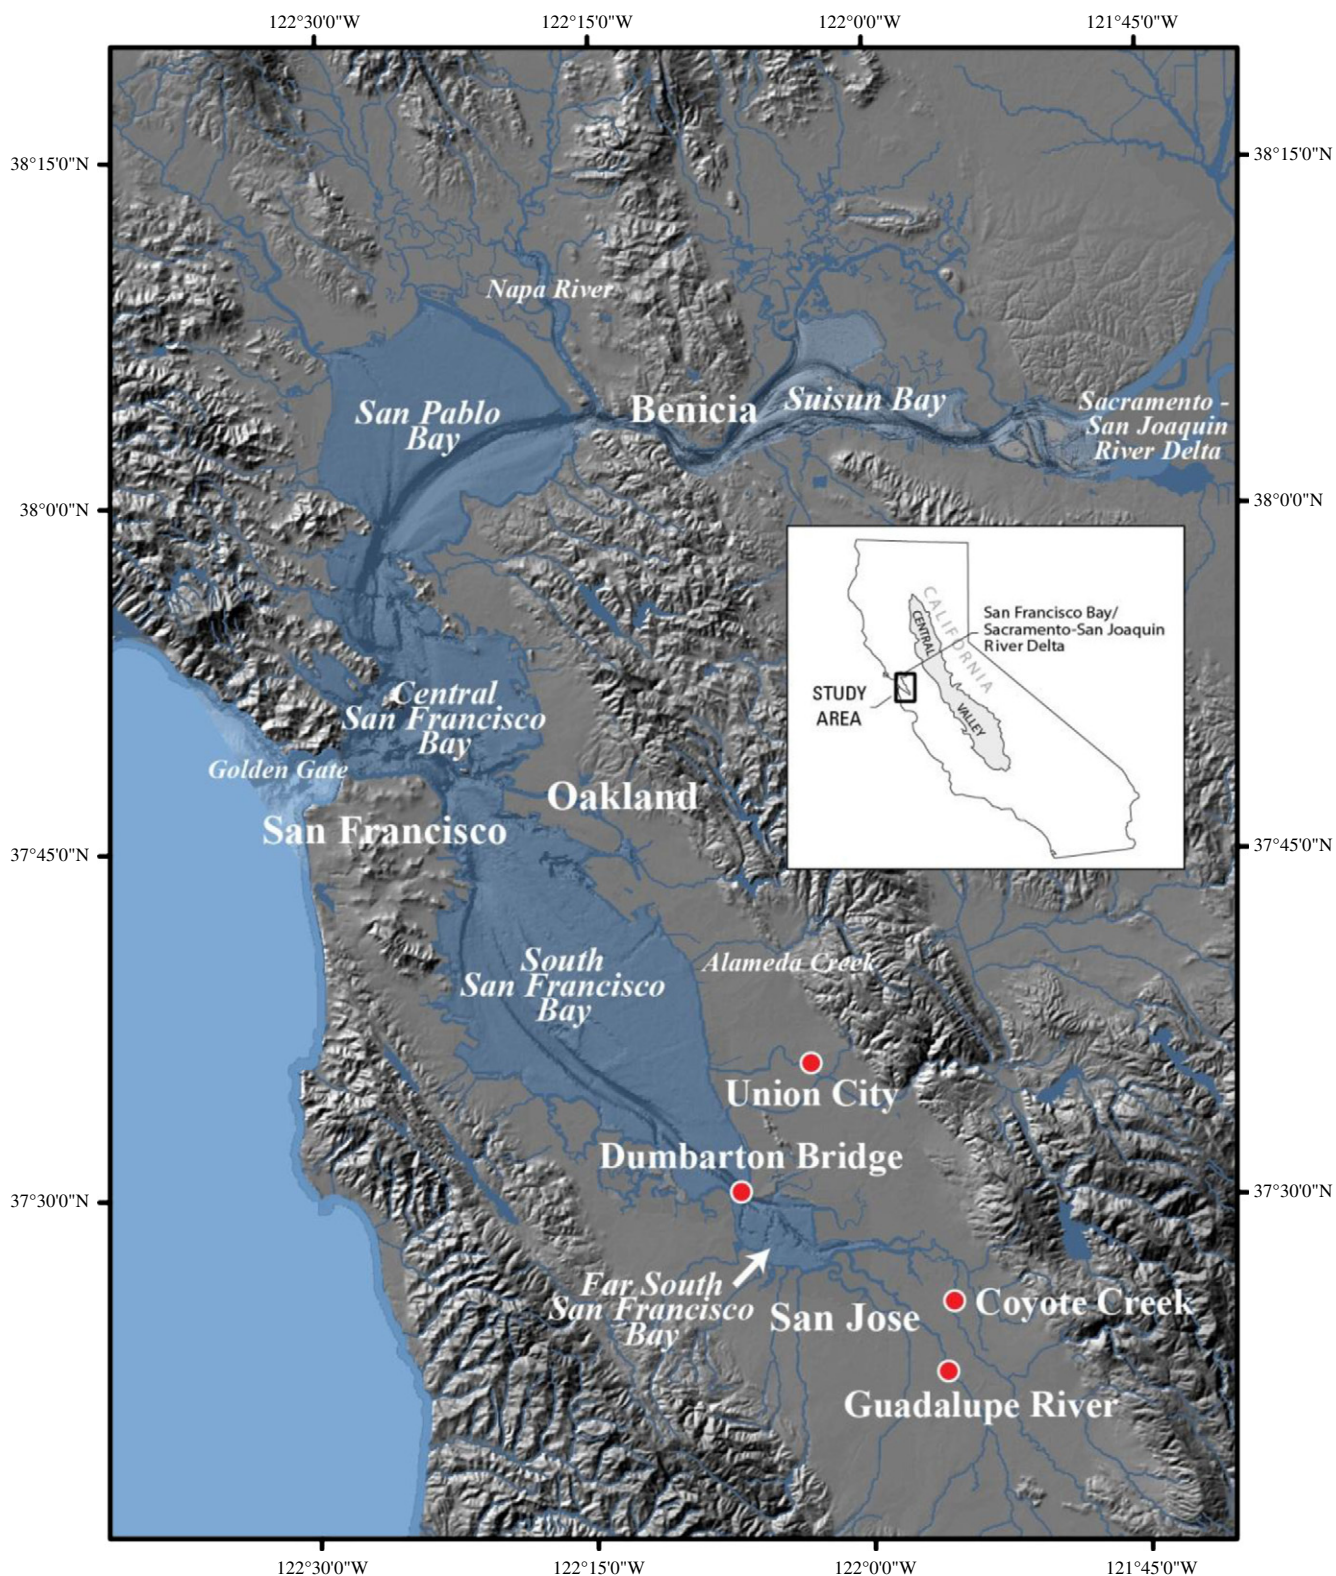 122°30'0"W
122°15'0"W
122°0'0"W
121°45'0"W
38°15'0"N
38°15'0"N
Napa River
San Pablo
Bay
Benicia
Suisun Bay
Sacramento -
San Joaquin
River Delta
38°0'0"N
38°0'0"N
CALIFORNIA
CENTRAL
VALLEY
San Francisco Bay/
Sacramento-San Joaquin
River Delta
STUDY
AREA
Central
San Francisco
Bay
Golden Gate
Oakland
San Francisco
37°45'0"N
37°45'0"N
South
San Francisco
Bay
Alameda Creek
Union City
Dumbarton Bridge
37°30'0"N
37°30'0"N
Far South
San Francisco
Bay
San Jose
Coyote Creek
Guadalupe River
122°30'0"W
122°15'0"W
122°0'0"W
121°45'0"W